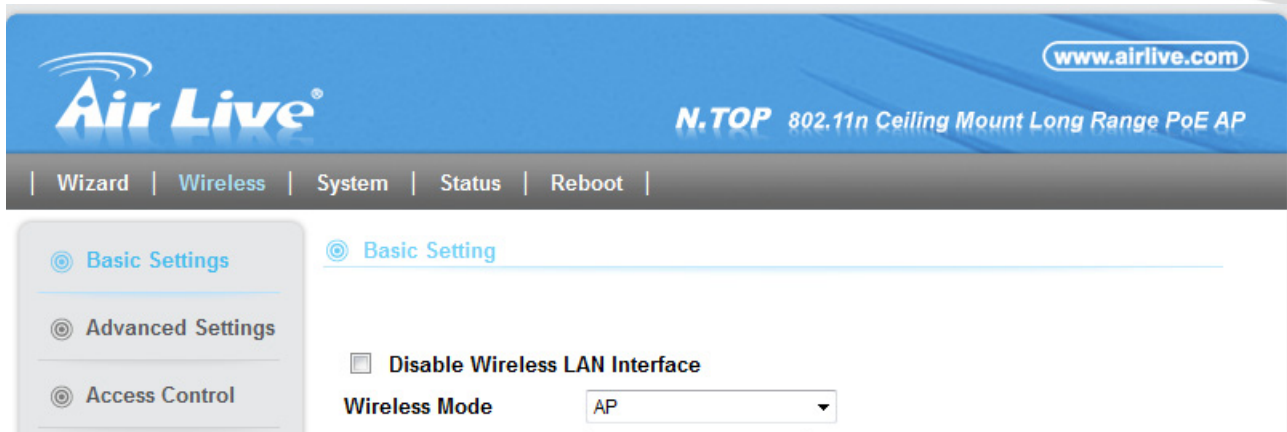 www.airlive.com
Air Live®
N.TOP 802.11n Ceiling Mount Long Range PoE AP
| Wizard | Wireless | System | Status | Reboot |
Basic Settings
Advanced Settings
Access Control
Basic Setting
Disable Wireless LAN Interface
Wireless Mode AP